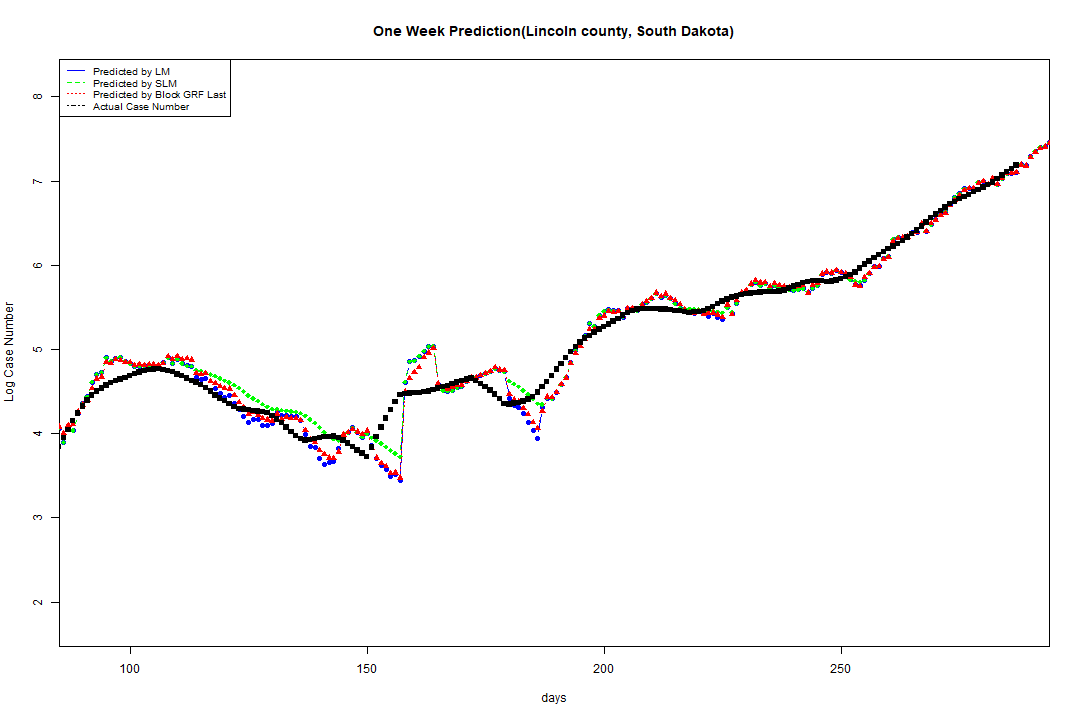 One Week Prediction(Lincoln county, South Dakota)
Predicted by LM
Predicted by SLM
Predicted by Block GRF Last
Actual Case Number
8
7
6
5
4
3
2
Log Case Number
100 150 200 250
days